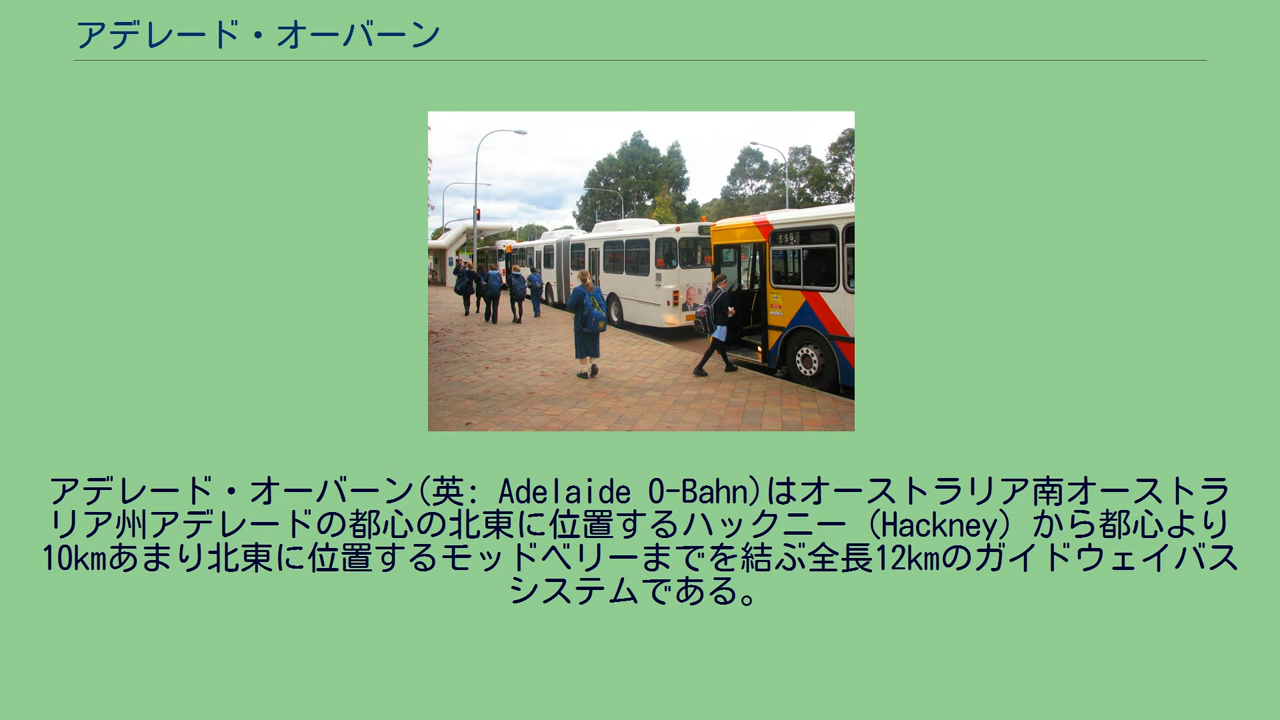 アデレード・オーバーン
556
アデレード・オーバーン(英: Adelaide O-Bahn)はオーストラリア南オーストラ
リア州アデレードの都心の北東に位置するハックニー（Hackney）から都心より
10kmあまり北東に位置するモッドベリーまでを結ぶ全長12kmのガイドウェイバス
システムである。